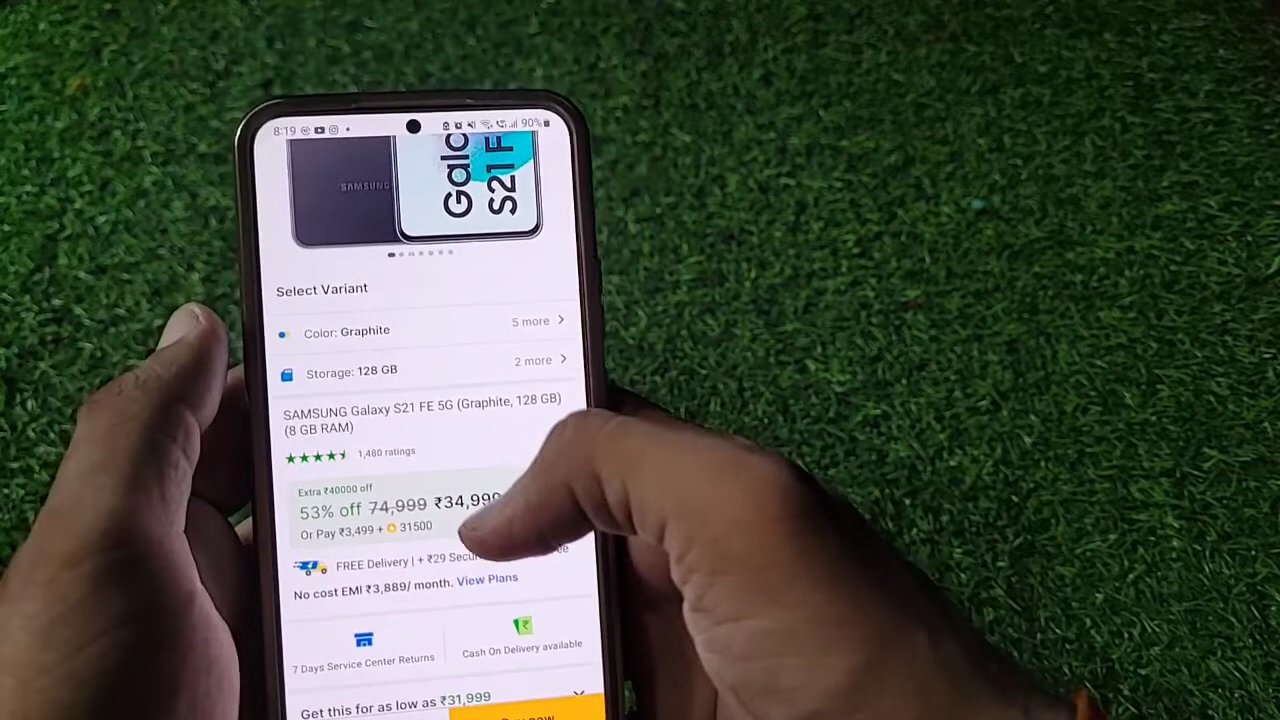 8:19
90%
SAMSUNG
Galc
S21 F
Select Variant
Color: Graphite
5 more
Storage: 128 GB
2 more
SAMSUNG Galaxy S21 FE 5G (Graphite, 128 GB)
(8 GB RAM)
1,480 ratings
Extra ₹40000 off
53% off 74,999 ₹34,999
Or Pay ₹3,499 + 31500
FREE Delivery | + ₹29 Secu
No cost EMI ₹3,889/ month. View Plans
7 Days Service Center Returns
Cash On Delivery available
Get this for as low as ₹31,999
Buy now